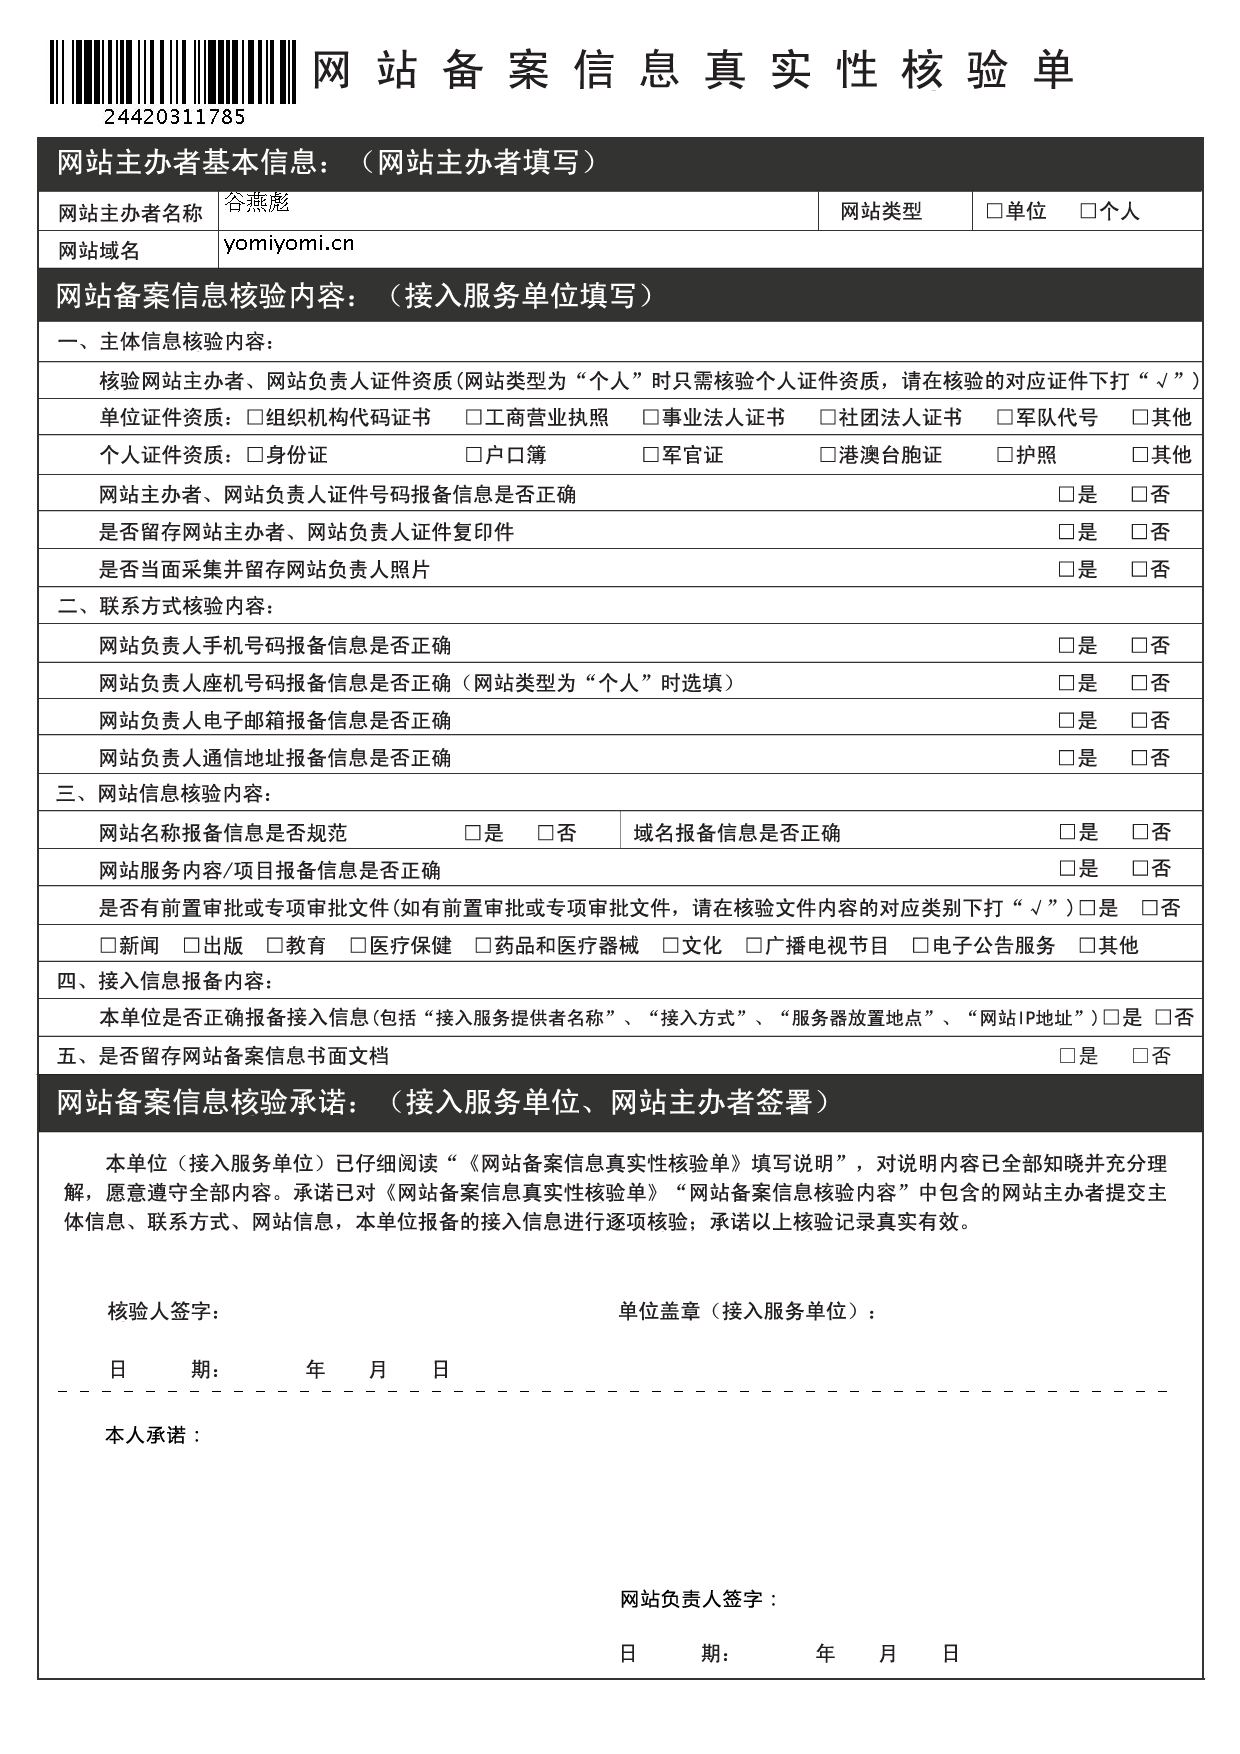 网站备案信息真实性核验单
24420311785
网站主办者基本信息：（网站主办者填写）
网站主办者名称 谷燕彪 网站类型 □单位 □个人
网站域名 yomiyomi.cn
网站备案信息核验内容：（接入服务单位填写）
一、主体信息核验内容：
核验网站主办者、网站负责人证件资质(网站类型为“个人”时只需核验个人证件资质，请在核验的对应证件下打“√”)
单位证件资质：□组织机构代码证书 □工商营业执照 □事业法人证书 □社团法人证书 □军队代号 □其他
个人证件资质：□身份证 □户口簿 □军官证 □港澳台胞证 □护照 □其他
网站主办者、网站负责人证件号码报备信息是否正确 □是 □否
是否留存网站主办者、网站负责人证件复印件 □是 □否
是否当面采集并留存网站负责人照片 □是 □否
二、联系方式核验内容：
网站负责人手机号码报备信息是否正确 □是 □否
网站负责人座机号码报备信息是否正确（网站类型为“个人”时选填） □是 □否
网站负责人电子邮箱报备信息是否正确 □是 □否
网站负责人通信地址报备信息是否正确 □是 □否
三、网站信息核验内容：
网站名称报备信息是否规范 □是 □否 域名报备信息是否正确 □是 □否
网站服务内容/项目报备信息是否正确 □是 □否
是否有前置审批或专项审批文件(如有前置审批或专项审批文件，请在核验文件内容的对应类别下打“√”)□是 □否
□新闻 □出版 □教育 □医疗保健 □药品和医疗器械 □文化 □广播电视节目 □电子公告服务 □其他
四、接入信息报备内容：
本单位是否正确报备接入信息(包括“接入服务提供者名称”、“接入方式”、“服务器放置地点”、“网站IP地址”)□是 □否
五、是否留存网站备案信息书面文档 □是 □否
网站备案信息核验承诺：（接入服务单位、网站主办者签署）
本单位（接入服务单位）已仔细阅读“《网站备案信息真实性核验单》填写说明”，对说明内容已全部知晓并充分理
解，愿意遵守全部内容。承诺已对《网站备案信息真实性核验单》“网站备案信息核验内容”中包含的网站主办者提交主
体信息、联系方式、网站信息，本单位报备的接入信息进行逐项核验；承诺以上核验记录真实有效。
核验人签字： 单位盖章（接入服务单位）：
日 期： 年 月 日
本人承诺：
网站负责人签字：
日 期： 年 月 日